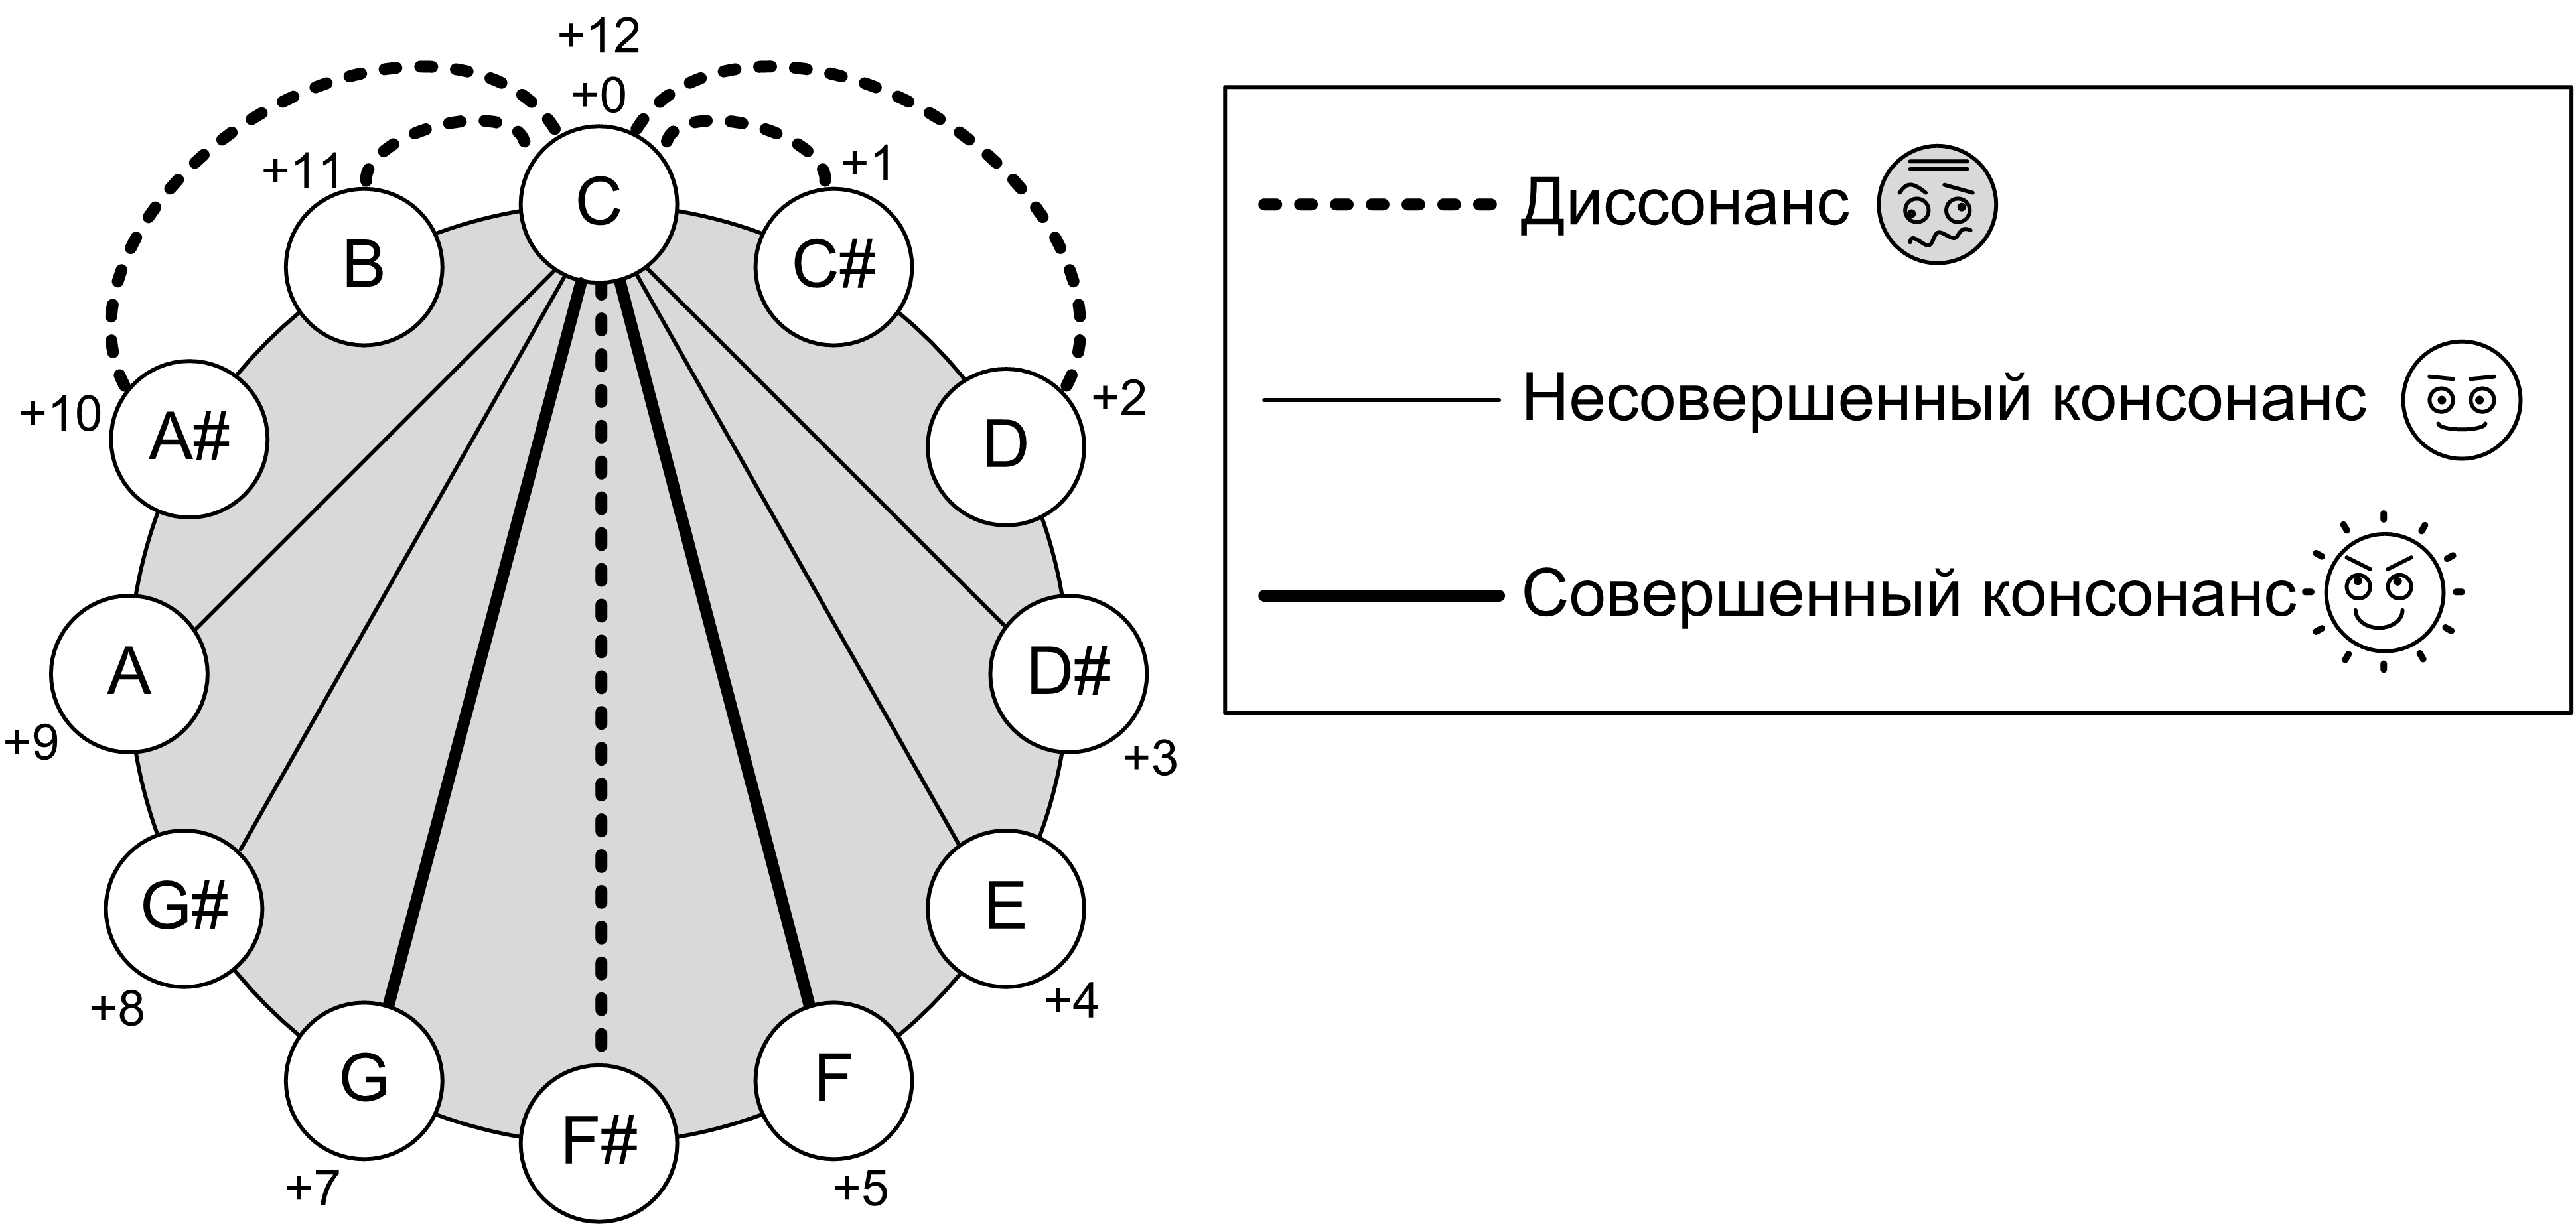 +12
+0
C
+1
C#
+2
D
D#
+3
E
+4
F
+5
F#
G
+7
G#
+8
A
+9
A#
+10
B
+11
Диссонанс
Несовершенный консонанс
Совершенный консонанс